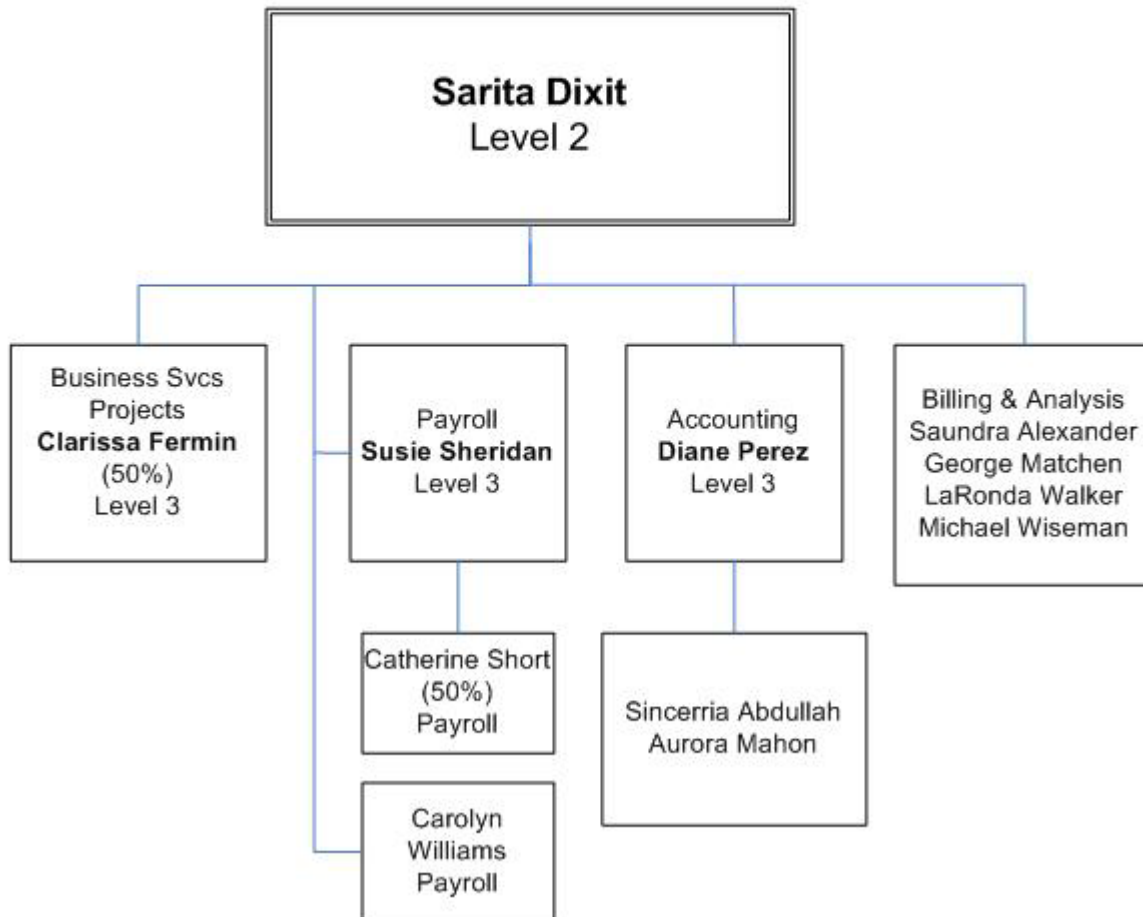 Sarita Dixit
Level 2
Business Svcs
Projects
Clarissa Fermin
(50%)
Level 3
Payroll
Susie Sheridan
Level 3
Accounting
Diane Perez
Level 3
Billing & Analysis
Saundra Alexander
George Matchen
LaRonda Walker
Michael Wiseman
Catherine Short
(50%)
Payroll
Sincerria Abdullah
Aurora Mahon
Carolyn
Williams
Payroll